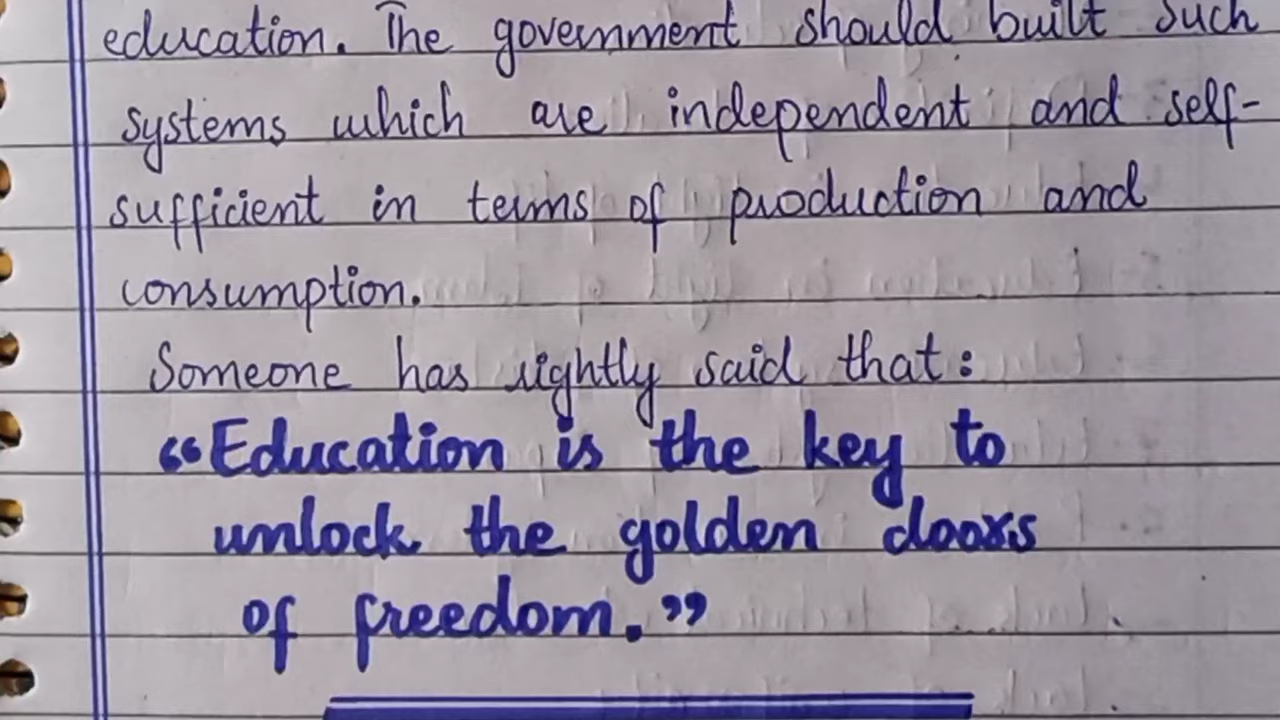 education. The government should built such
systems which are independent and self-
sufficient in terms of production and
consumption.
Someone has rightly said that:
“Education is the key to
unlock the golden doors
of freedom.”